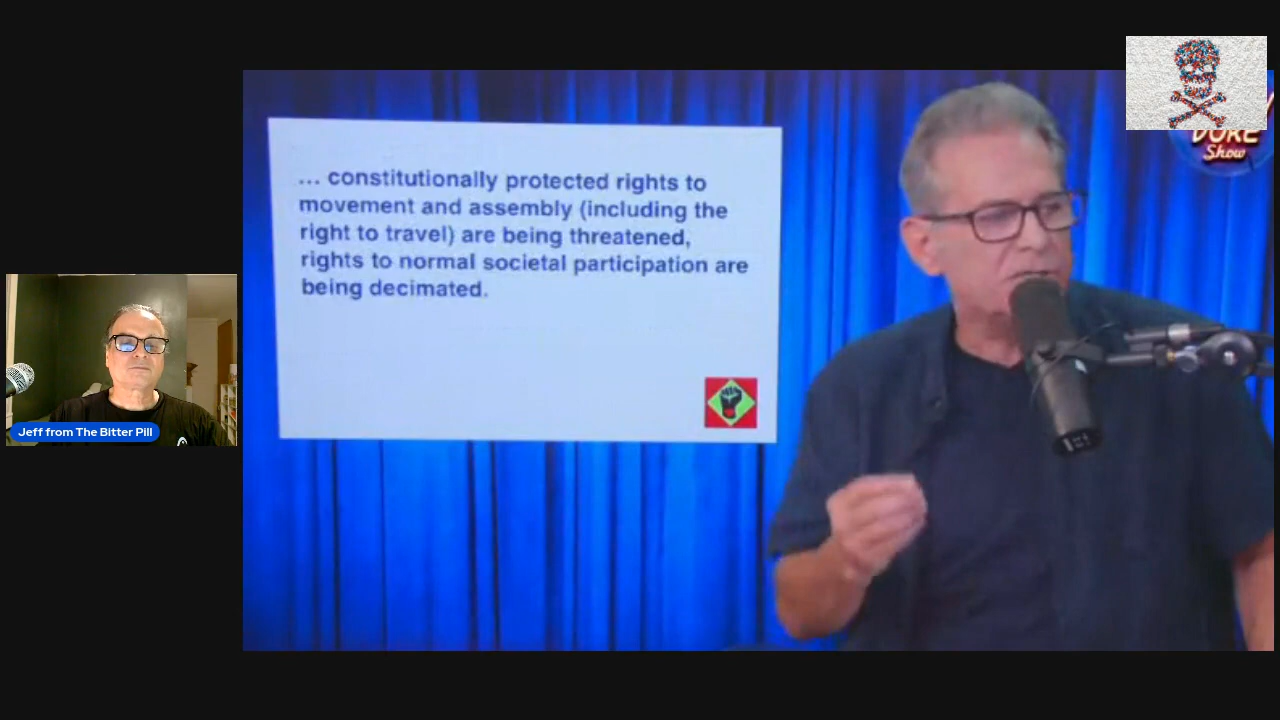 ... constitutionally protected rights to
movement and assembly (including the
right to travel) are being threatened,
rights to normal societal participation are
being decimated.
Jeff from The Bitter Pill
Show